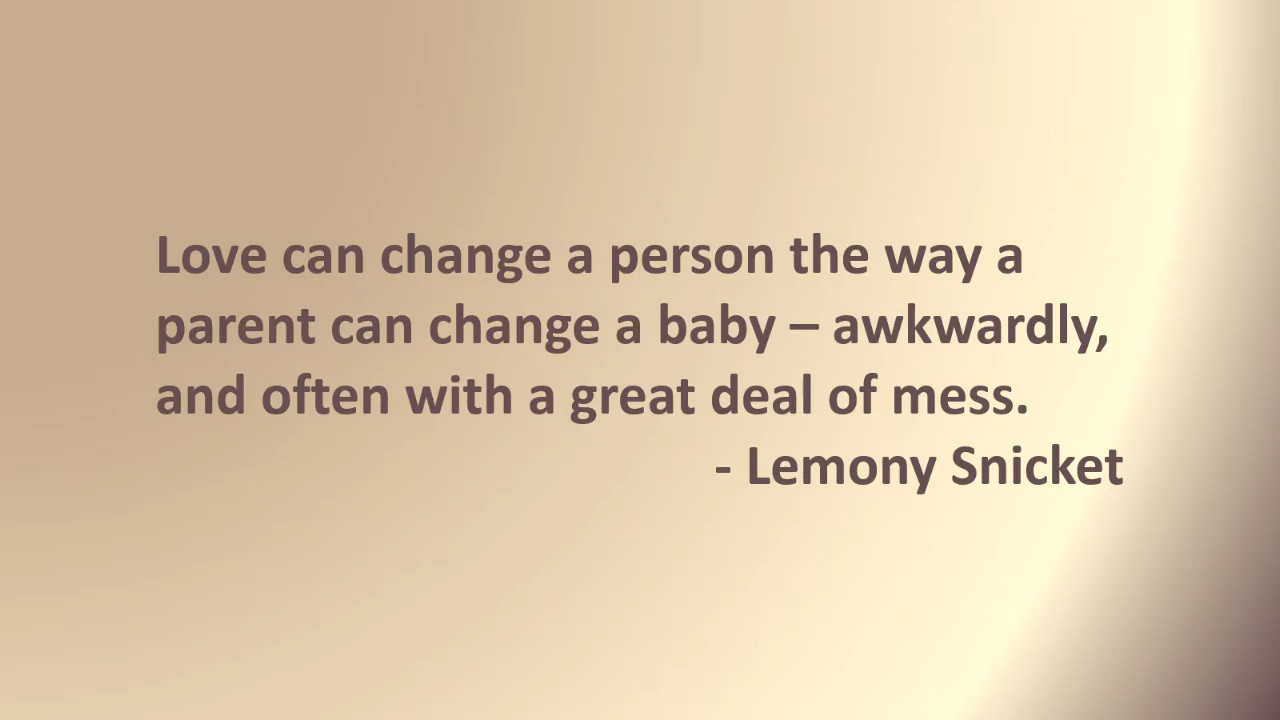 Love can change a person the way a
parent can change a baby – awkwardly,
and often with a great deal of mess.
- Lemony Snicket